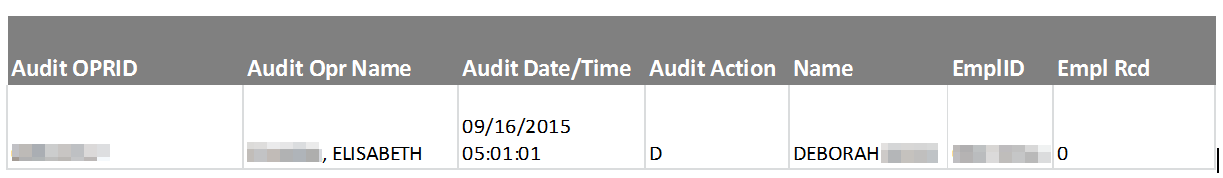 Audit OPRID Audit Opr Name Audit Date/Time Audit Action Name EmplID Empl Rcd
09/16/2015
, ELISABETH 05:01:01 D DEBORAH 0